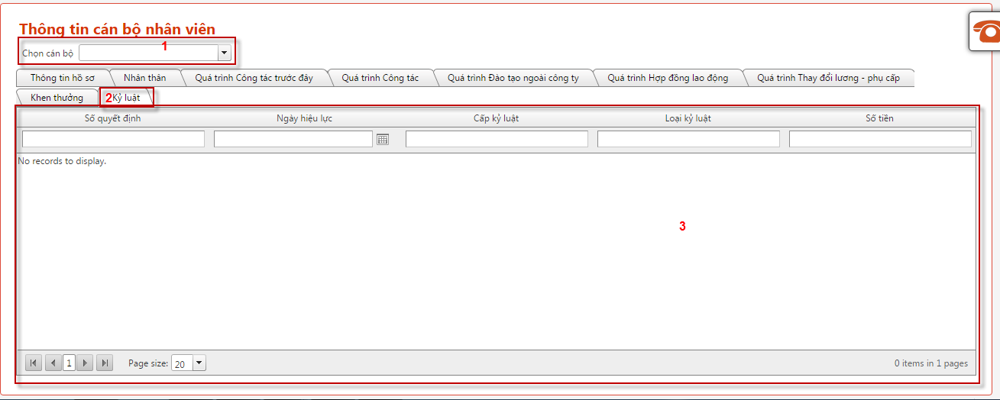 Thông tin cán bộ nhân viên
1
Chọn cán bộ
Thông tin hồ sơ Nhân thân Quá trình Công tác trước đây Quá trình Công tác Quá trình Đào tạo ngoài công ty Quá trình Hợp đồng lao động Quá trình Thay đổi lương - phụ cấp
Khen thưởng 2 Kỷ luật
Số quyết định Ngày hiệu lực Cấp kỷ luật Loại kỷ luật Số tiền
No records to display.
3
1 Page size: 20 0 items in 1 pages